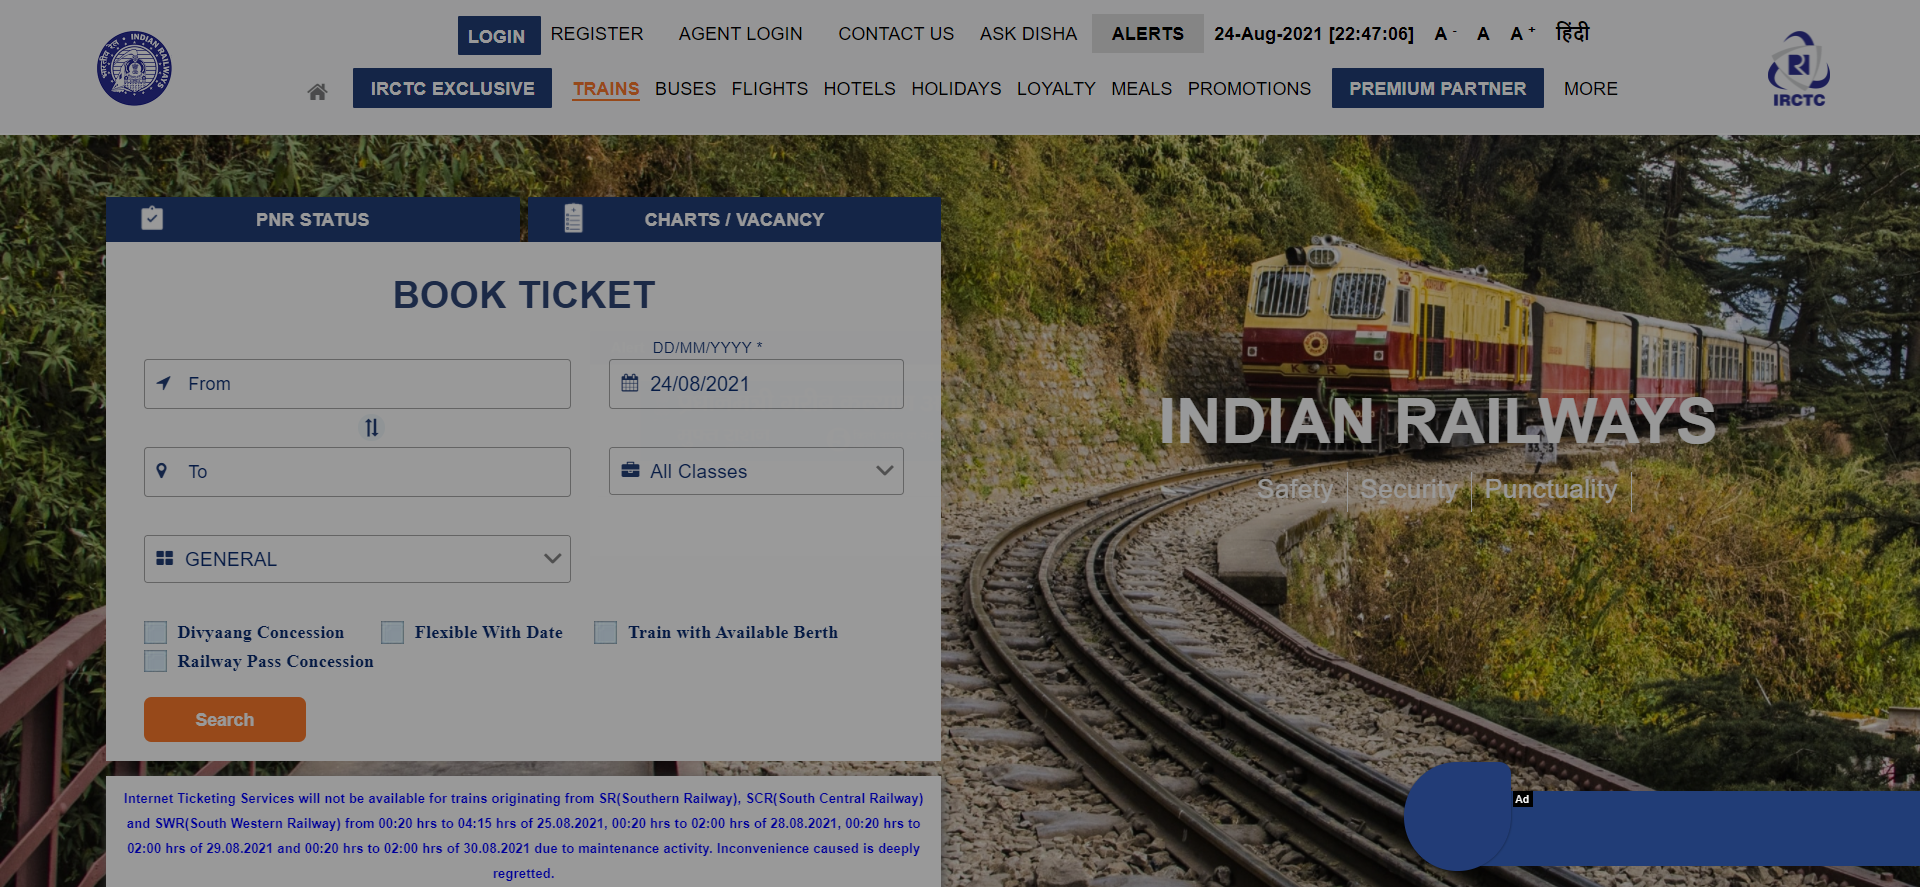 LOGIN REGISTER AGENT LOGIN CONTACT US ASK DISHA ALERTS 24-Aug-2021 [22:47:06] A - A A + हिंदी
IRCTC EXCLUSIVE TRAINS BUSES FLIGHTS HOTELS HOLIDAYS LOYALTY MEALS PROMOTIONS PREMIUM PARTNER MORE
INDIAN RAILWAYS
IRCTC
PNR STATUS CHARTS / VACANCY
BOOK TICKET
DD/MM/YYYY *
From 24/08/2021
To All Classes
GENERAL
Divyaang Concession Flexible With Date Train with Available Berth
Railway Pass Concession
Search
INDIAN RAILWAYS
Safety Security Punctuality
Internet Ticketing Services will not be available for trains originating from SR(Southern Railway), SCR(South Central Railway)
and SWR(South Western Railway) from 00:20 hrs to 04:15 hrs of 25.08.2021, 00:20 hrs to 02:00 hrs of 28.08.2021, 00:20 hrs to
02:00 hrs of 29.08.2021 and 00:20 hrs to 02:00 hrs of 30.08.2021 due to maintenance activity. Inconvenience caused is deeply
regretted.
Ad